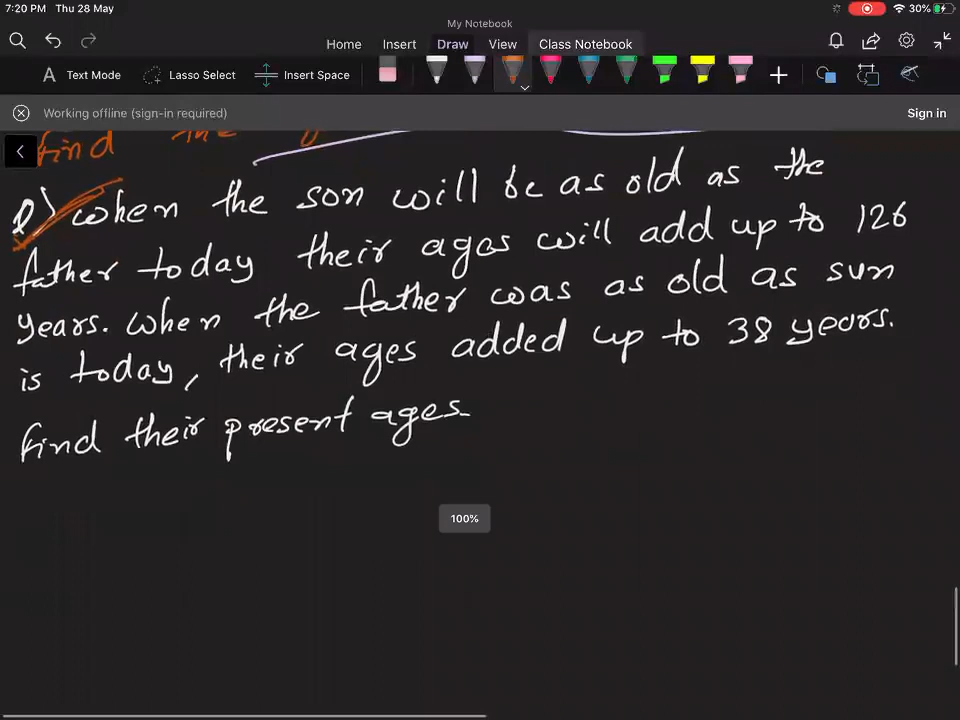 7:20 PM Thu 28 May
30%
My Notebook
Home Insert Draw View Class Notebook
Text Mode Lasso Select Insert Space
Working offline (sign-in required) Sign in
find the
Q) when the son will be as old as the
father today their ages will add up to 126
years. when the father was as old as sun
is today, their ages added up to 38 years.
find their present ages.
100%